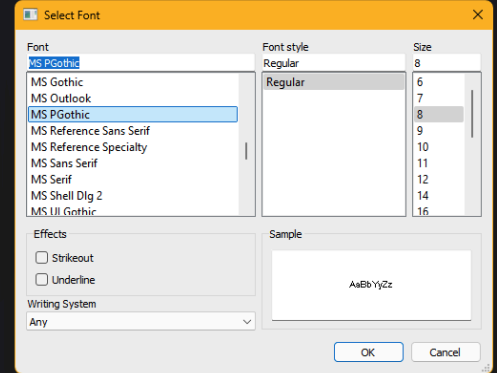 Select Font
Font
Font style
Size
MS PGothic
Regular
8
MS Gothic
MS Outlook
MS PGothic
MS Reference Sans Serif
MS Reference Specialty
MS Sans Serif
MS Serif
MS Shell Dlg 2
MS UI Gothic
Regular
6
7
8
9
10
11
12
14
16
Effects
Strikeout
Underline
Sample
AaBbYyZz
Writing System
Any
OK
Cancel